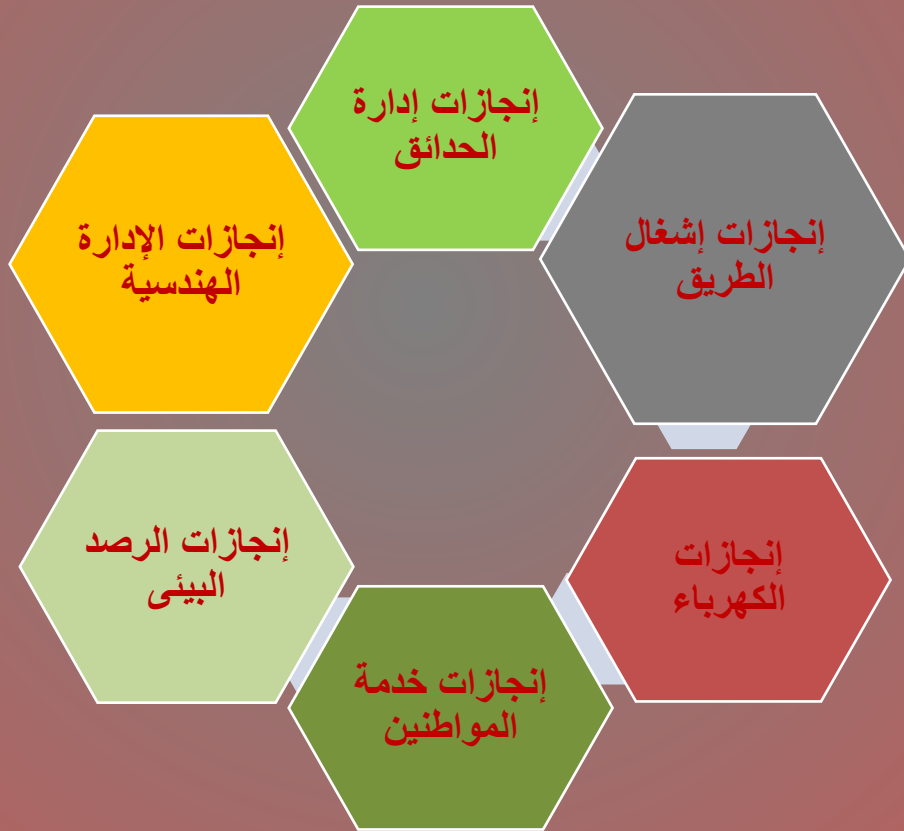 إنجازات إدارة
الحدائق
إنجازات إشغال
الطريق
إنجازات الإدارة
الهندسية
إنجازات
الكهرباء
إنجازات الرصد
البيئى
إنجازات خدمة
المواطنين